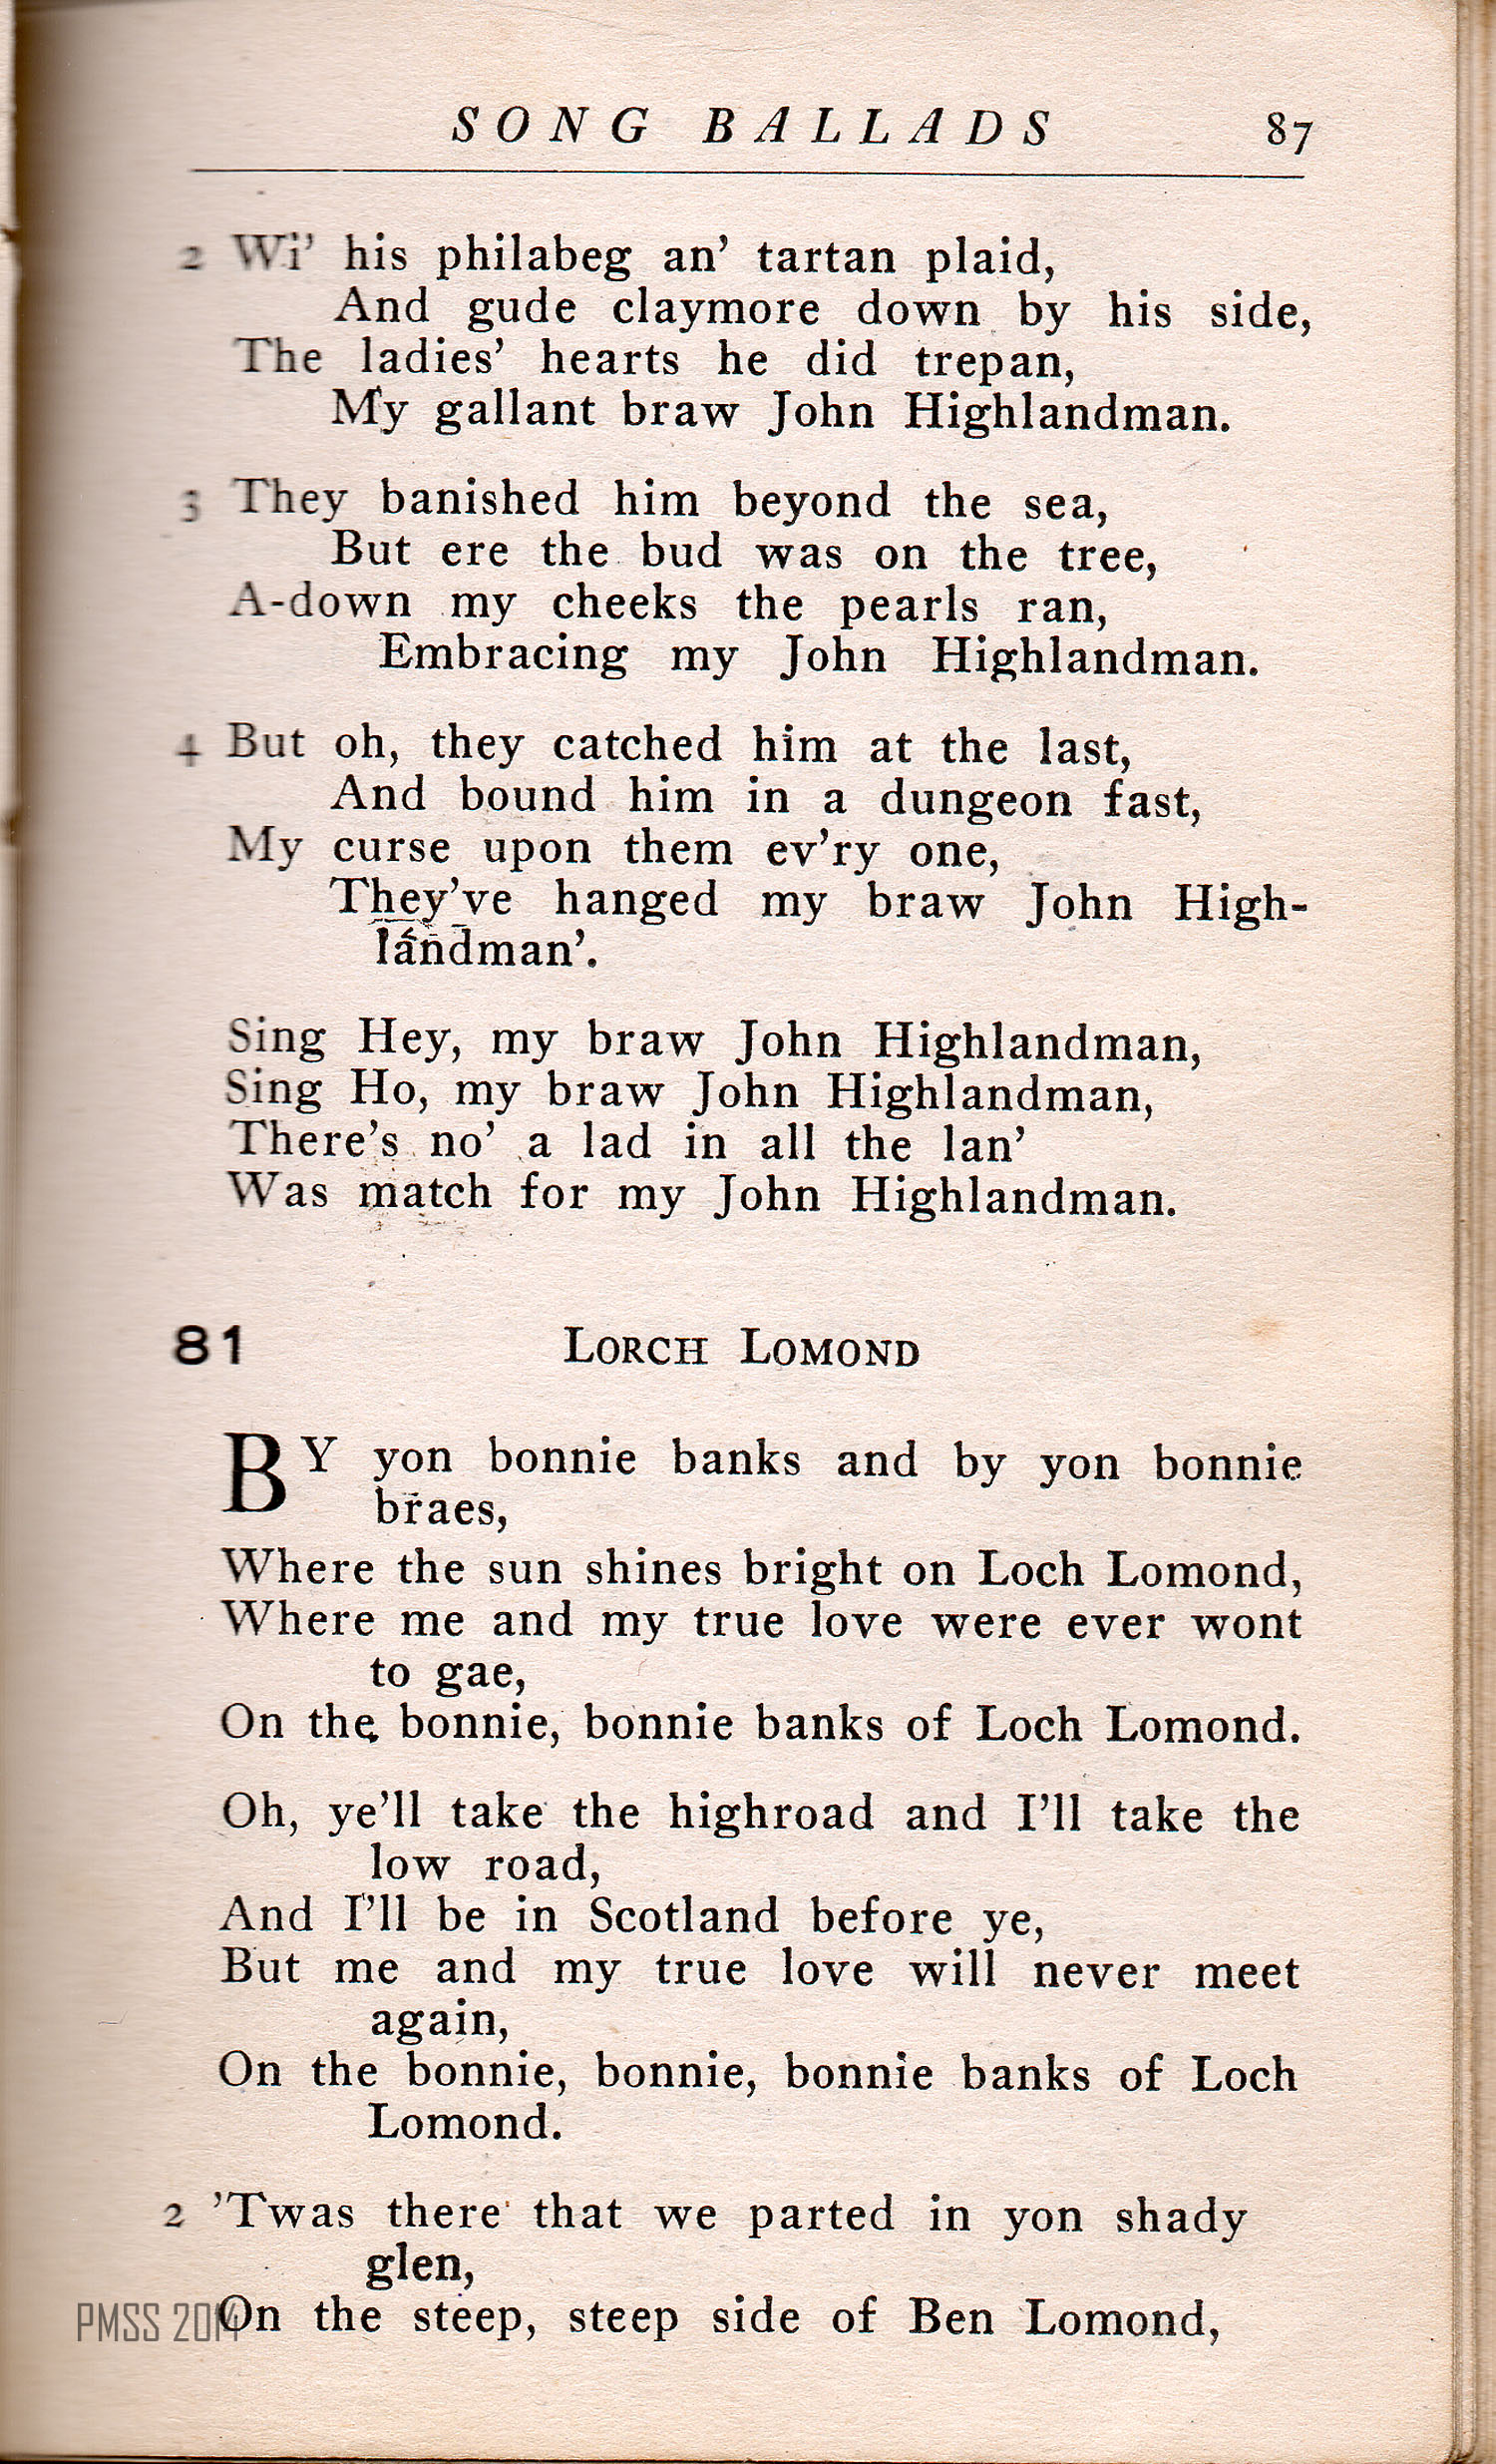 SONG BALLADS 87
2 Wi' his philabeg an' tartan plaid,
And gude claymore down by his side,
The ladies' hearts he did trepan,
My gallant braw John Highlandman.
3 They banished him beyond the sea,
But ere the bud was on the tree,
A-down my cheeks the pearls ran,
Embracing my John Highlandman.
4 But oh, they catched him at the last,
And bound him in a dungeon fast,
My curse upon them ev'ry one,
They've hanged my braw John High-
landman'.
Sing Hey, my braw John Highlandman,
Sing Ho, my braw John Highlandman,
There's no' a lad in all the lan'
Was match for my John Highlandman.
81 LORCH LOMOND
BY yon bonnie banks and by yon bonnie
braes,
Where the sun shines bright on Loch Lomond,
Where me and my true love were ever wont
to gae,
On the bonnie, bonnie banks of Loch Lomond.
Oh, ye'll take the highroad and I'll take the
low road,
And I'll be in Scotland before ye,
But me and my true love will never meet
again,
On the bonnie, bonnie, bonnie banks of Loch
Lomond.
2 'Twas there that we parted in yon shady
glen,
On the steep, steep side of Ben Lomond,
PMSS 2014